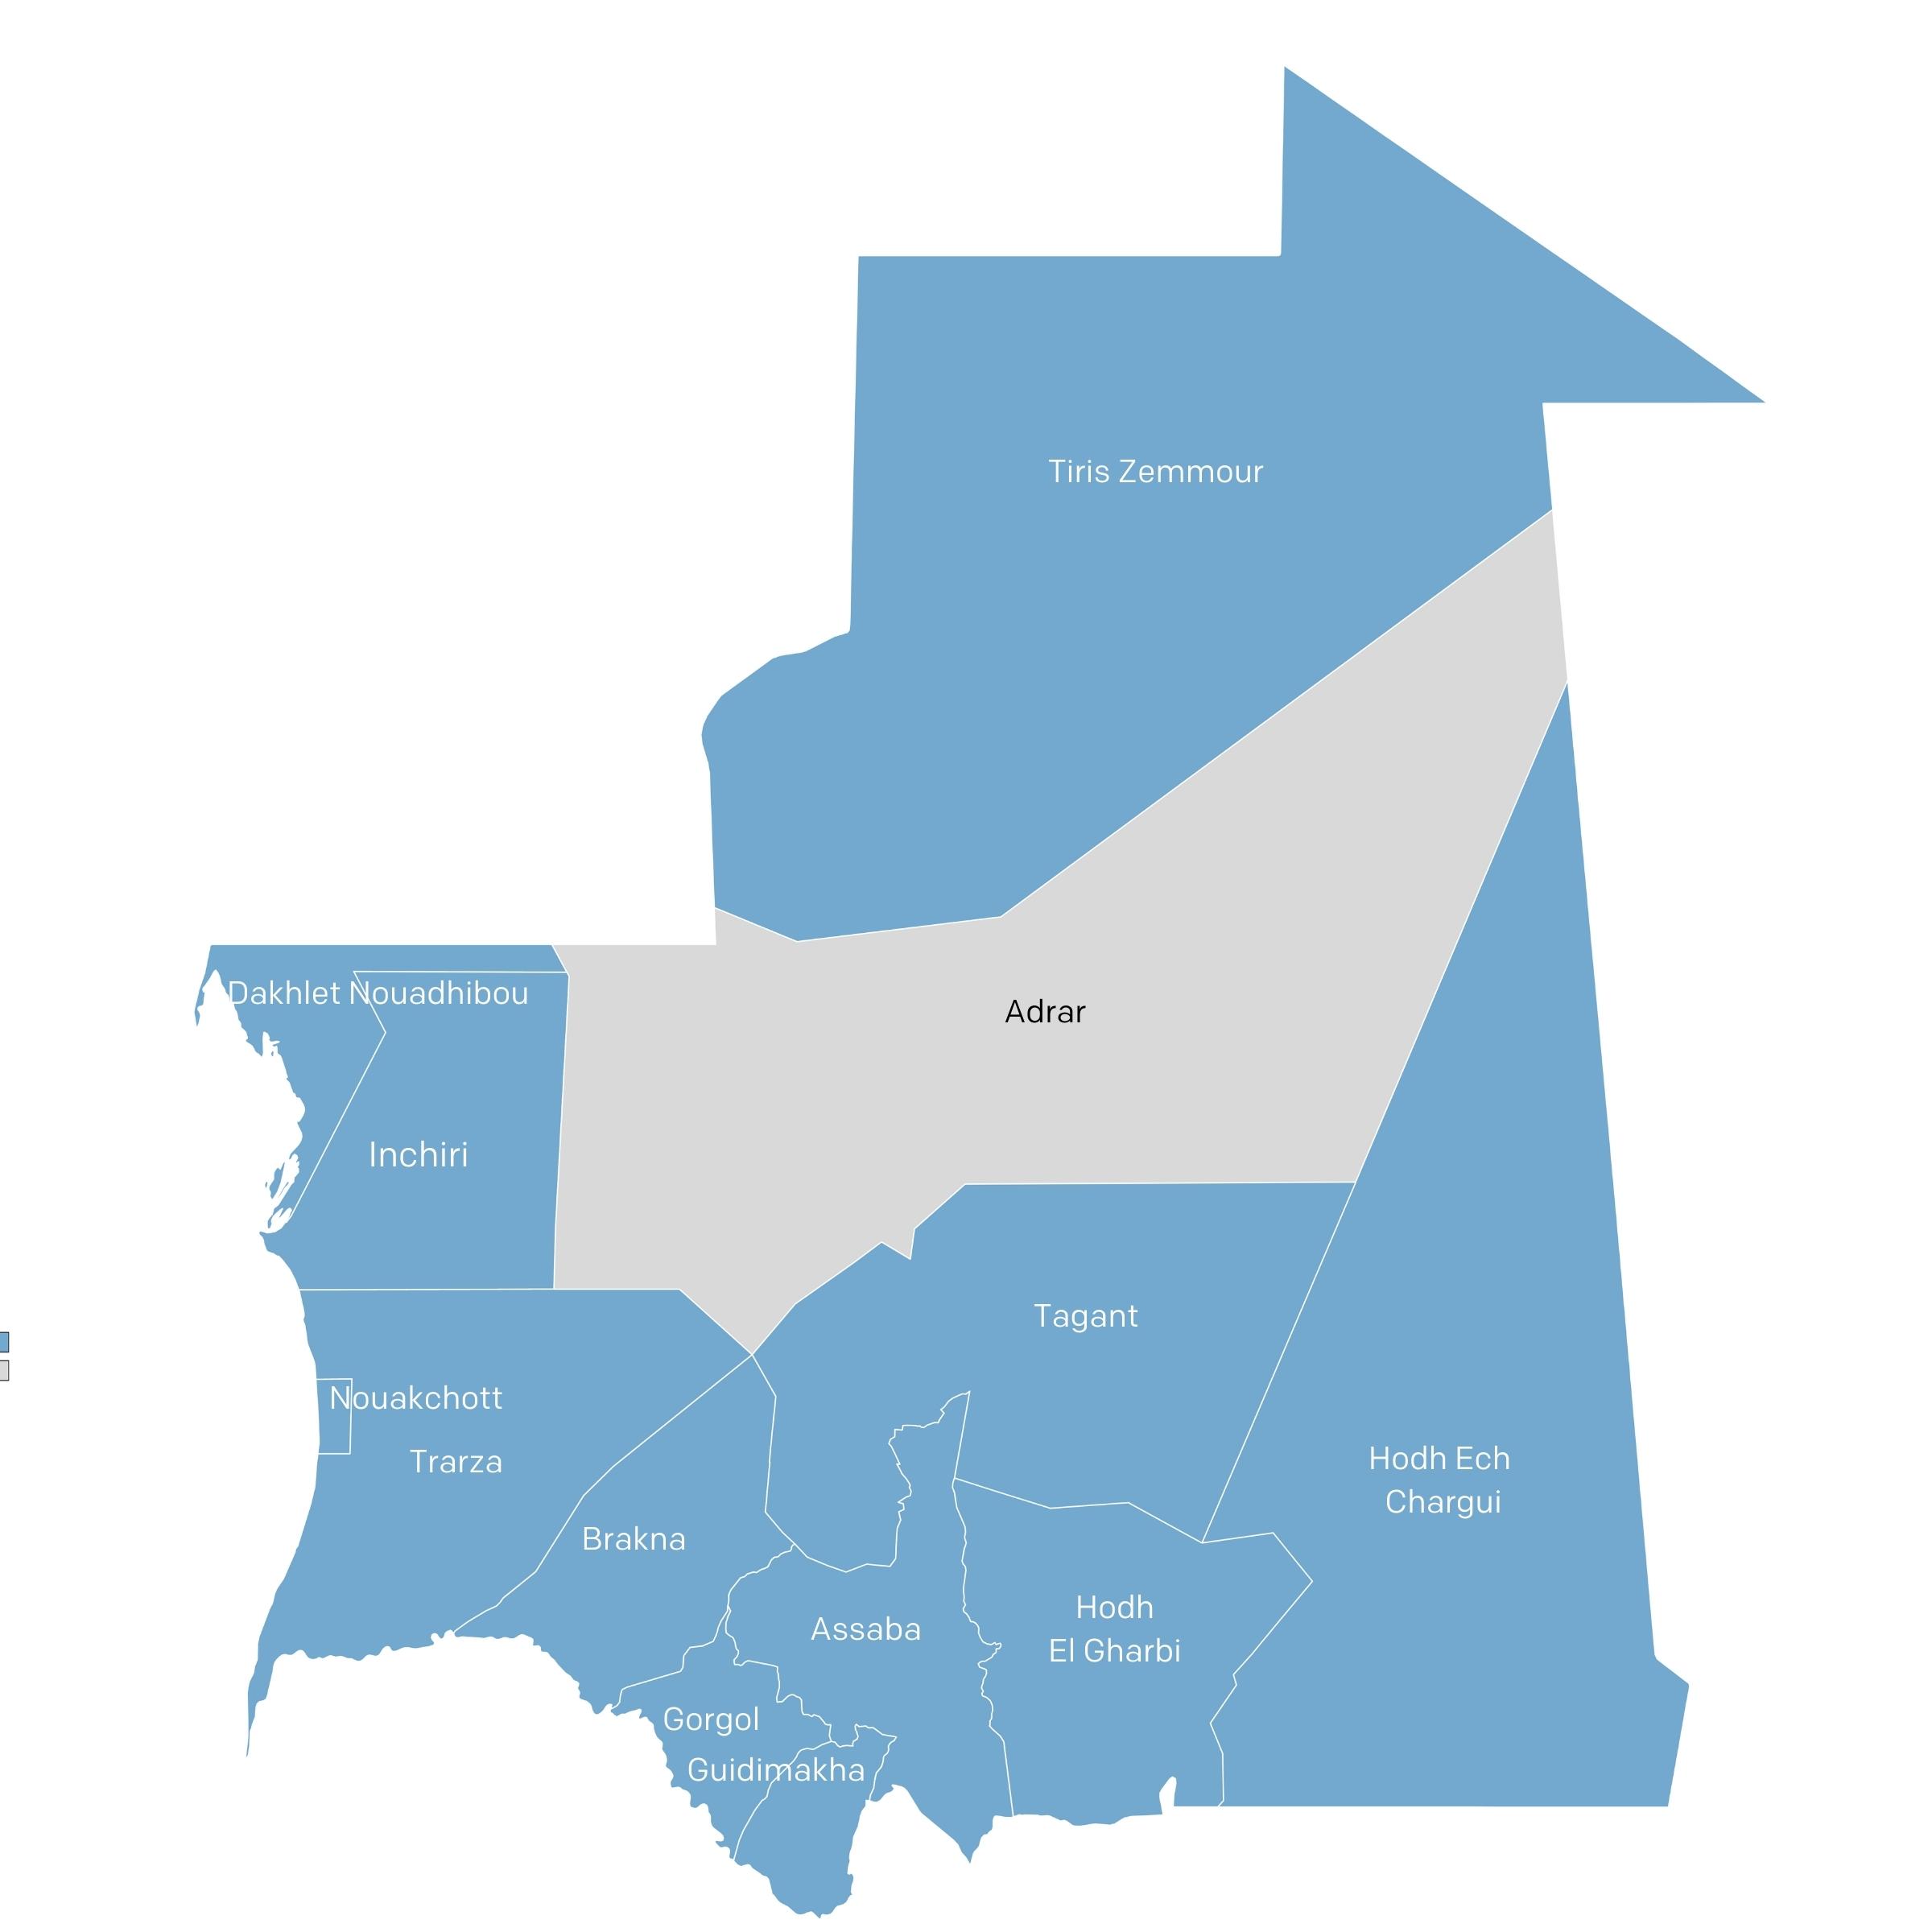 Tiris Zemmour
Dakhlet Nouadhibou
Adrar
Inchiri
Tagant
Nouakchott
Trarza
Hodh Ech
Chargui
Brakna
Hodh
El Gharbi
Assaba
Gorgol
Guidimakha